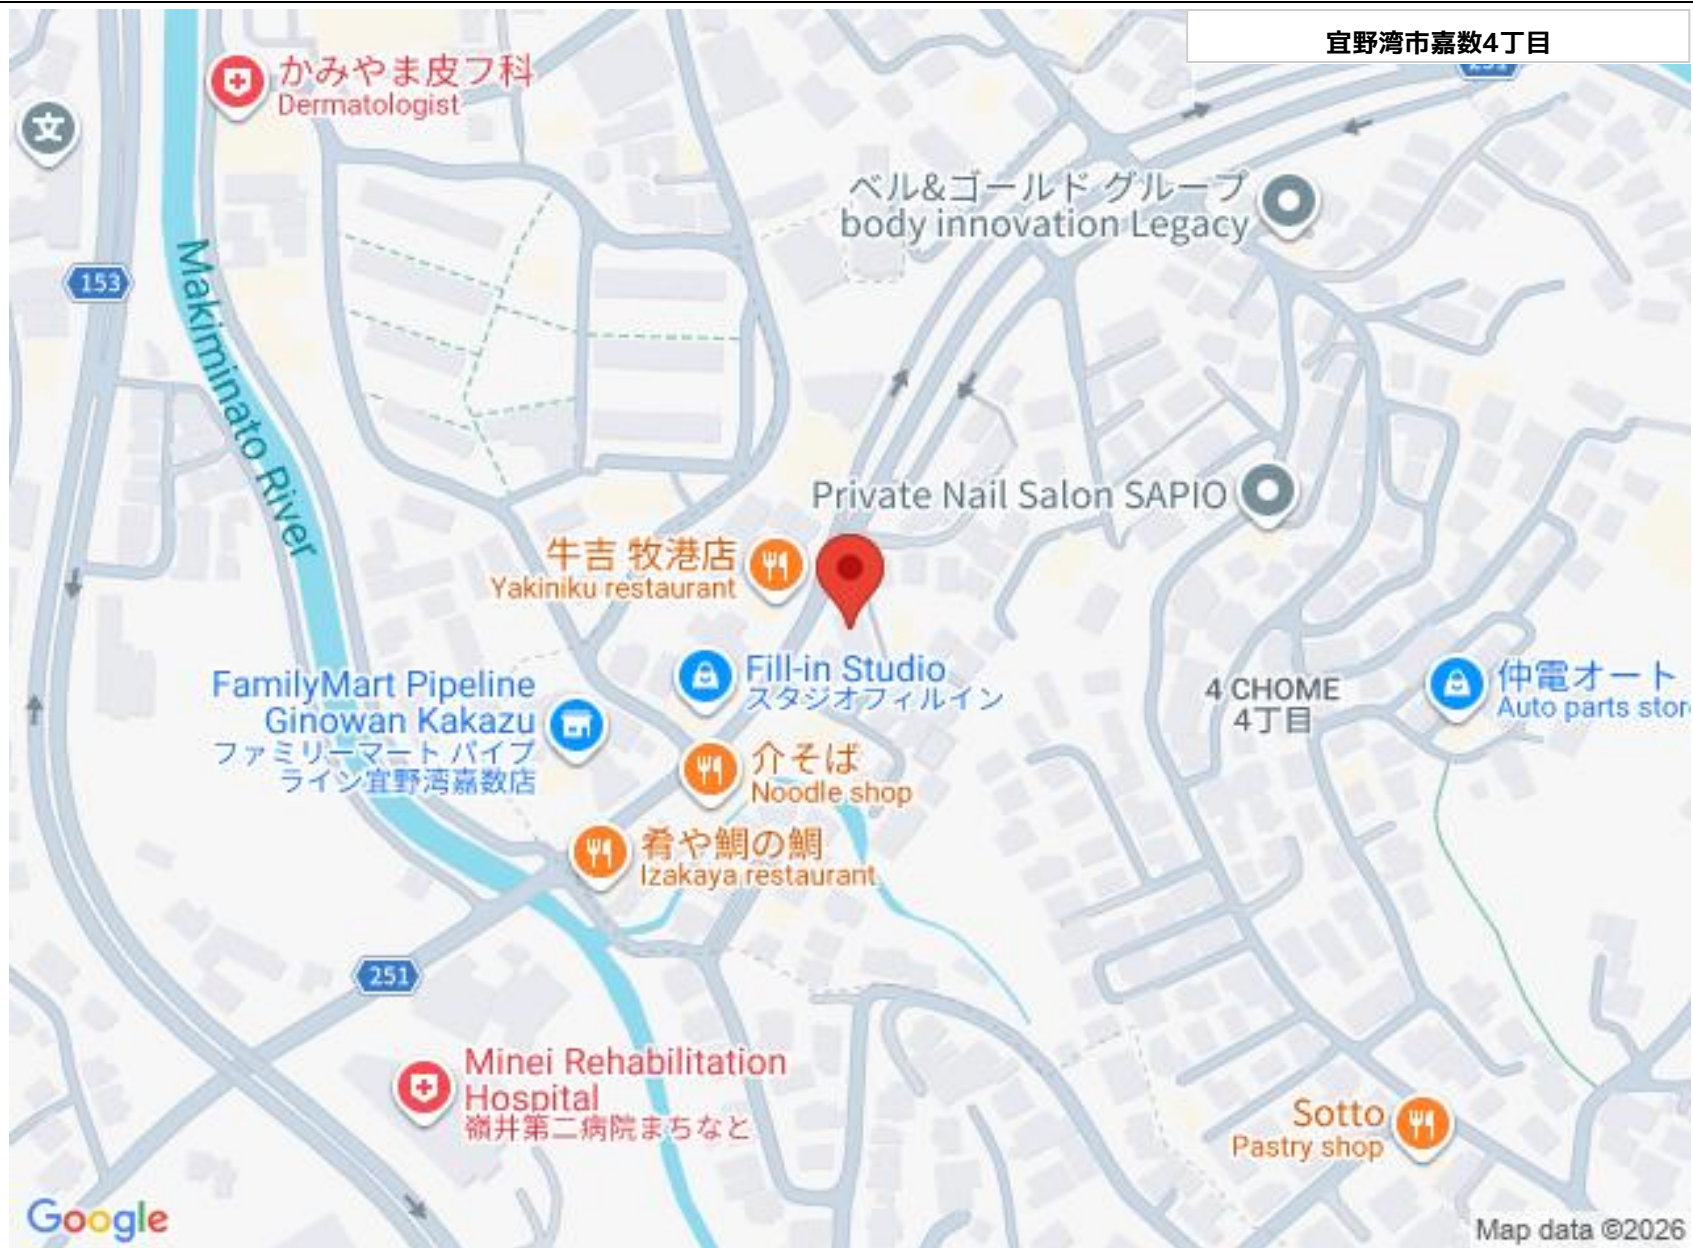 宜野湾市嘉数4丁目
かみやま皮フ科
Dermatologist
文
ベル&ゴールド グループ
body innovation Legacy
153
Makiminato River
Private Nail Salon SAPIO
牛吉 牧港店
Yakiniku restaurant
Fill-in Studio
スタジオフィルイン
FamilyMart Pipeline
Ginowan Kakazu
ファミリーマート パイプ
ライン宜野湾嘉数店
4 CHOME
4丁目
仲電オート
Auto parts stor
介そば
Noodle shop
肴や鯛の鯛
Izakaya restaurant
251
Minei Rehabilitation
Hospital
嶺井第二病院まちなと
Sotto
Pastry shop
Google
Map data ©2026